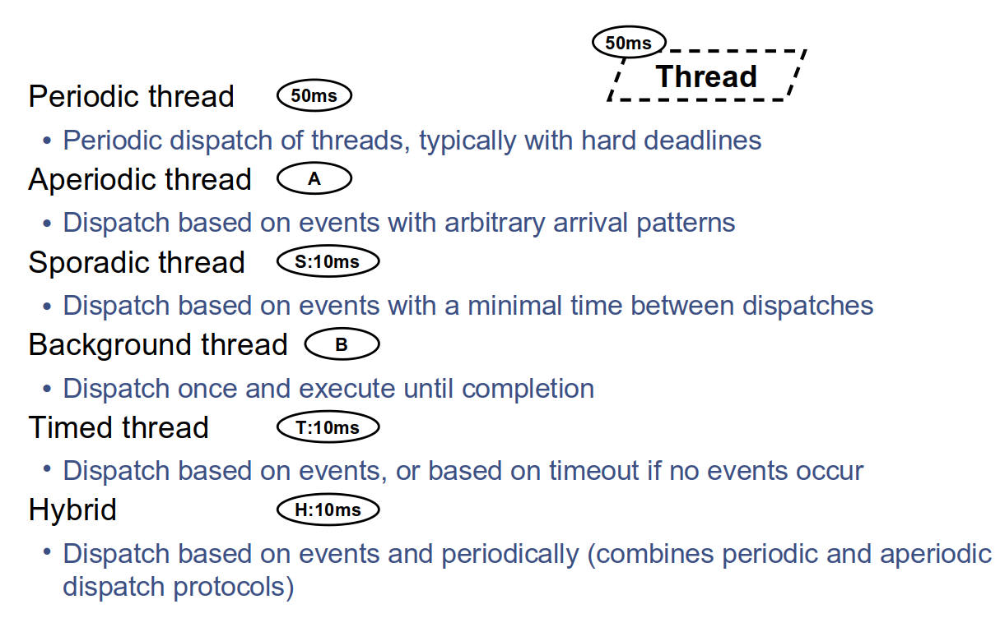 50ms
Thread
Periodic thread 50ms
• Periodic dispatch of threads, typically with hard deadlines
Aperiodic thread A
• Dispatch based on events with arbitrary arrival patterns
Sporadic thread S:10ms
• Dispatch based on events with a minimal time between dispatches
Background thread B
• Dispatch once and execute until completion
Timed thread T:10ms
• Dispatch based on events, or based on timeout if no events occur
Hybrid H:10ms
• Dispatch based on events and periodically (combines periodic and aperiodic
dispatch protocols)